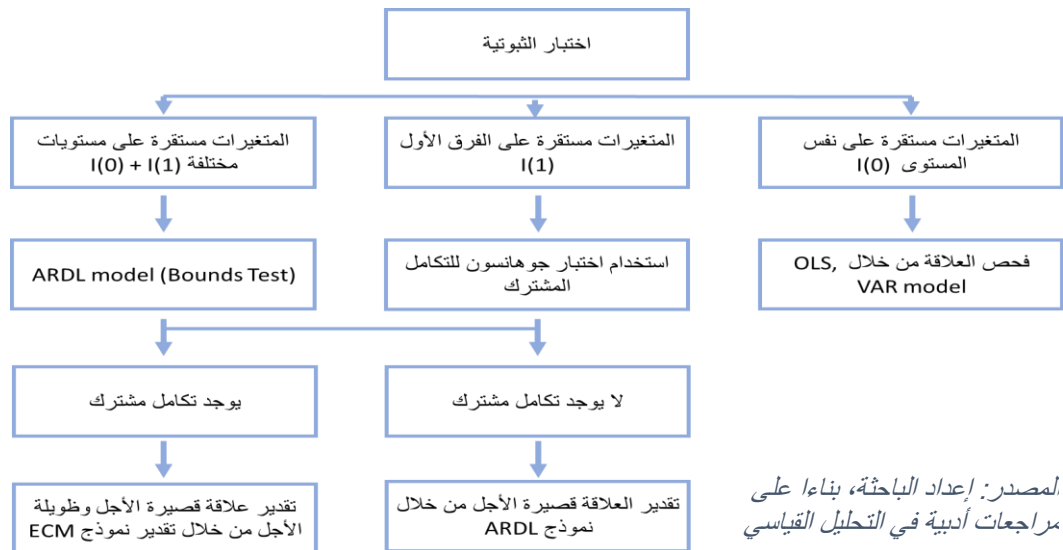 اختبار الثبوتية
المتغيرات مستقرة على نفس
المستوى I(0)
المتغيرات مستقرة على الفرق الأول
I(1)
المتغيرات مستقرة على مستويات
مختلفة I(0) + I(1)
فحص العلاقة من خلال OLS,
VAR model
استخدام اختبار جوهانسون للتكامل
المشترك
ARDL model (Bounds Test)
لا يوجد تكامل مشترك
يوجد تكامل مشترك
تقدير العلاقة قصيرة الأجل من خلال
نموذج ARDL
تقدير علاقة قصيرة الأجل وظويلة
الأجل من خلال تقدير نموذج ECM
المصدر: إعداد الباحثة، بناءا على
مراجعات أدبية في التحليل القياسي